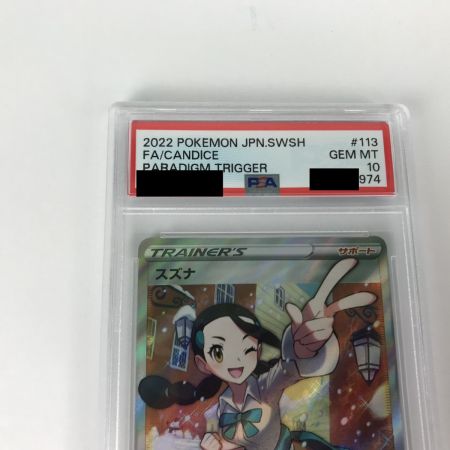 2022 POKEMON JPN.SWSH #113
FA/CANDICE GEM MT
PARADIGM TRIGGER 10
PSA 974
TRAINER'S サポート
スズナ